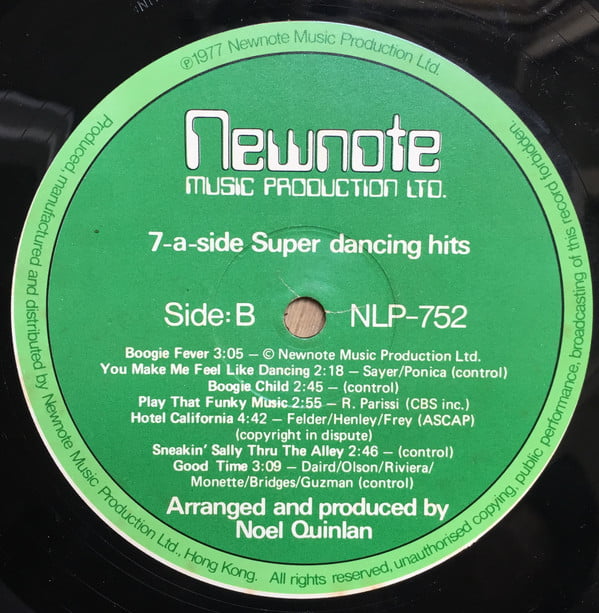 ℗1977 Newnote Music Production Ltd.
Newnote
MUSIC PRODUCTION LTD.
7-a-side Super dancing hits
Side: B NLP-752
Boogie Fever 3:05 – © Newnote Music Production Ltd.
You Make Me Feel Like Dancing 2:18 – Sayer/Ponica (control)
Boogie Child 2:45 – (control)
Play That Funky Music 2:55 – R. Parissi (CBS inc.)
Hotel California 4:42 – Felder/Henley/Frey (ASCAP)
(copyright in dispute)
Sneakin' Sally Thru The Alley 2:46 – (control)
Good Time 3:09 – Daird/Olson/Riviera/
Monette/Bridges/Guzman (control)
Arranged and produced by
Noel Quinlan
Produced, manufactured and distributed by Newnote Music Production Ltd., Hong Kong. All rights reserved, unauthorised copying, public performance, broadcasting of this record forbidden.